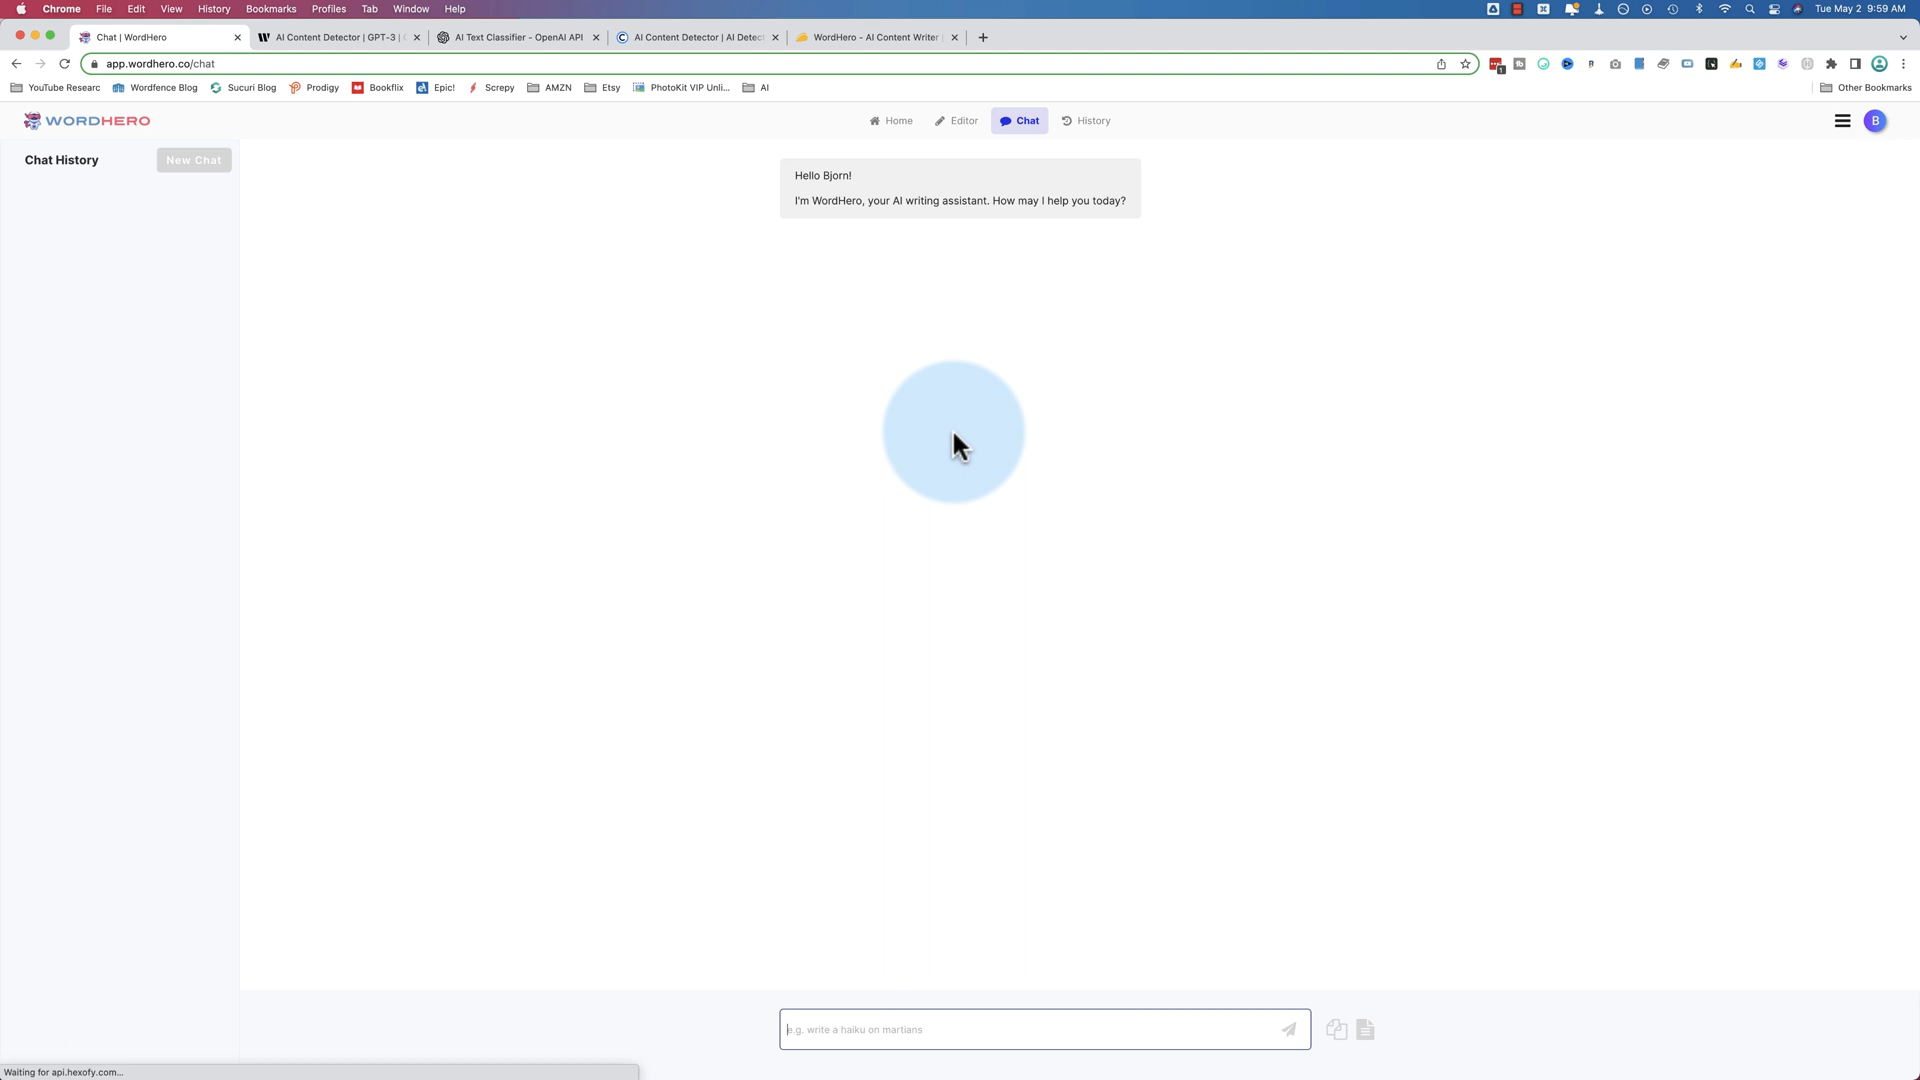 Chrome File Edit View History Bookmarks Profiles Tab Window Help Tue May 2 9:59 AM
Chat | WordHero AI Content Detector | GPT-3 | AI Text Classifier - OpenAI API AI Content Detector | AI Detec WordHero - AI Content Writer
app.wordhero.co/chat
YouTube Researc Wordfence Blog Sucuri Blog Prodigy Bookflix Epic! Screpy AMZN Etsy PhotoKit VIP Unli... AI Other Bookmarks
WORDHERO Home Editor Chat History B
Chat History New Chat
Hello Bjorn!
I'm WordHero, your AI writing assistant. How may I help you today?
e.g. write a haiku on martians
Waiting for api.hexofy.com...